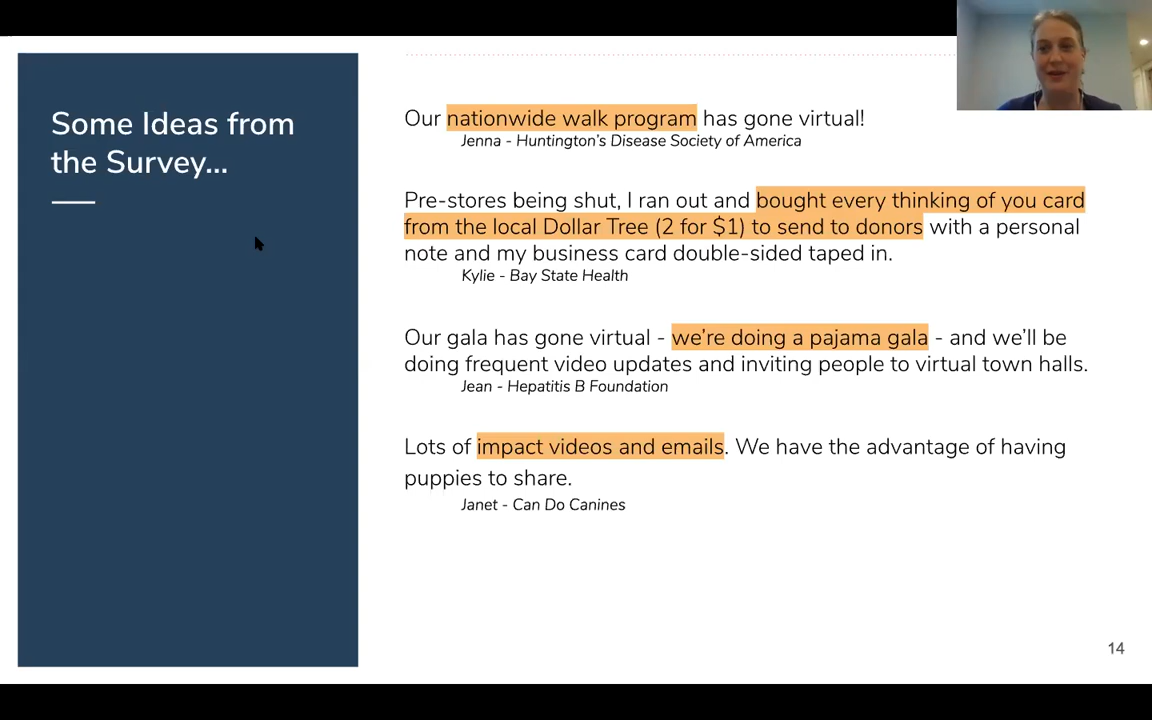 Some Ideas from
the Survey...
Our nationwide walk program has gone virtual!
Jenna - Huntington's Disease Society of America
Pre-stores being shut, I ran out and bought every thinking of you card
from the local Dollar Tree (2 for $1) to send to donors with a personal
note and my business card double-sided taped in.
Kylie - Bay State Health
Our gala has gone virtual - we're doing a pajama gala - and we'll be
doing frequent video updates and inviting people to virtual town halls.
Jean - Hepatitis B Foundation
Lots of impact videos and emails. We have the advantage of having
puppies to share.
Janet - Can Do Canines
14